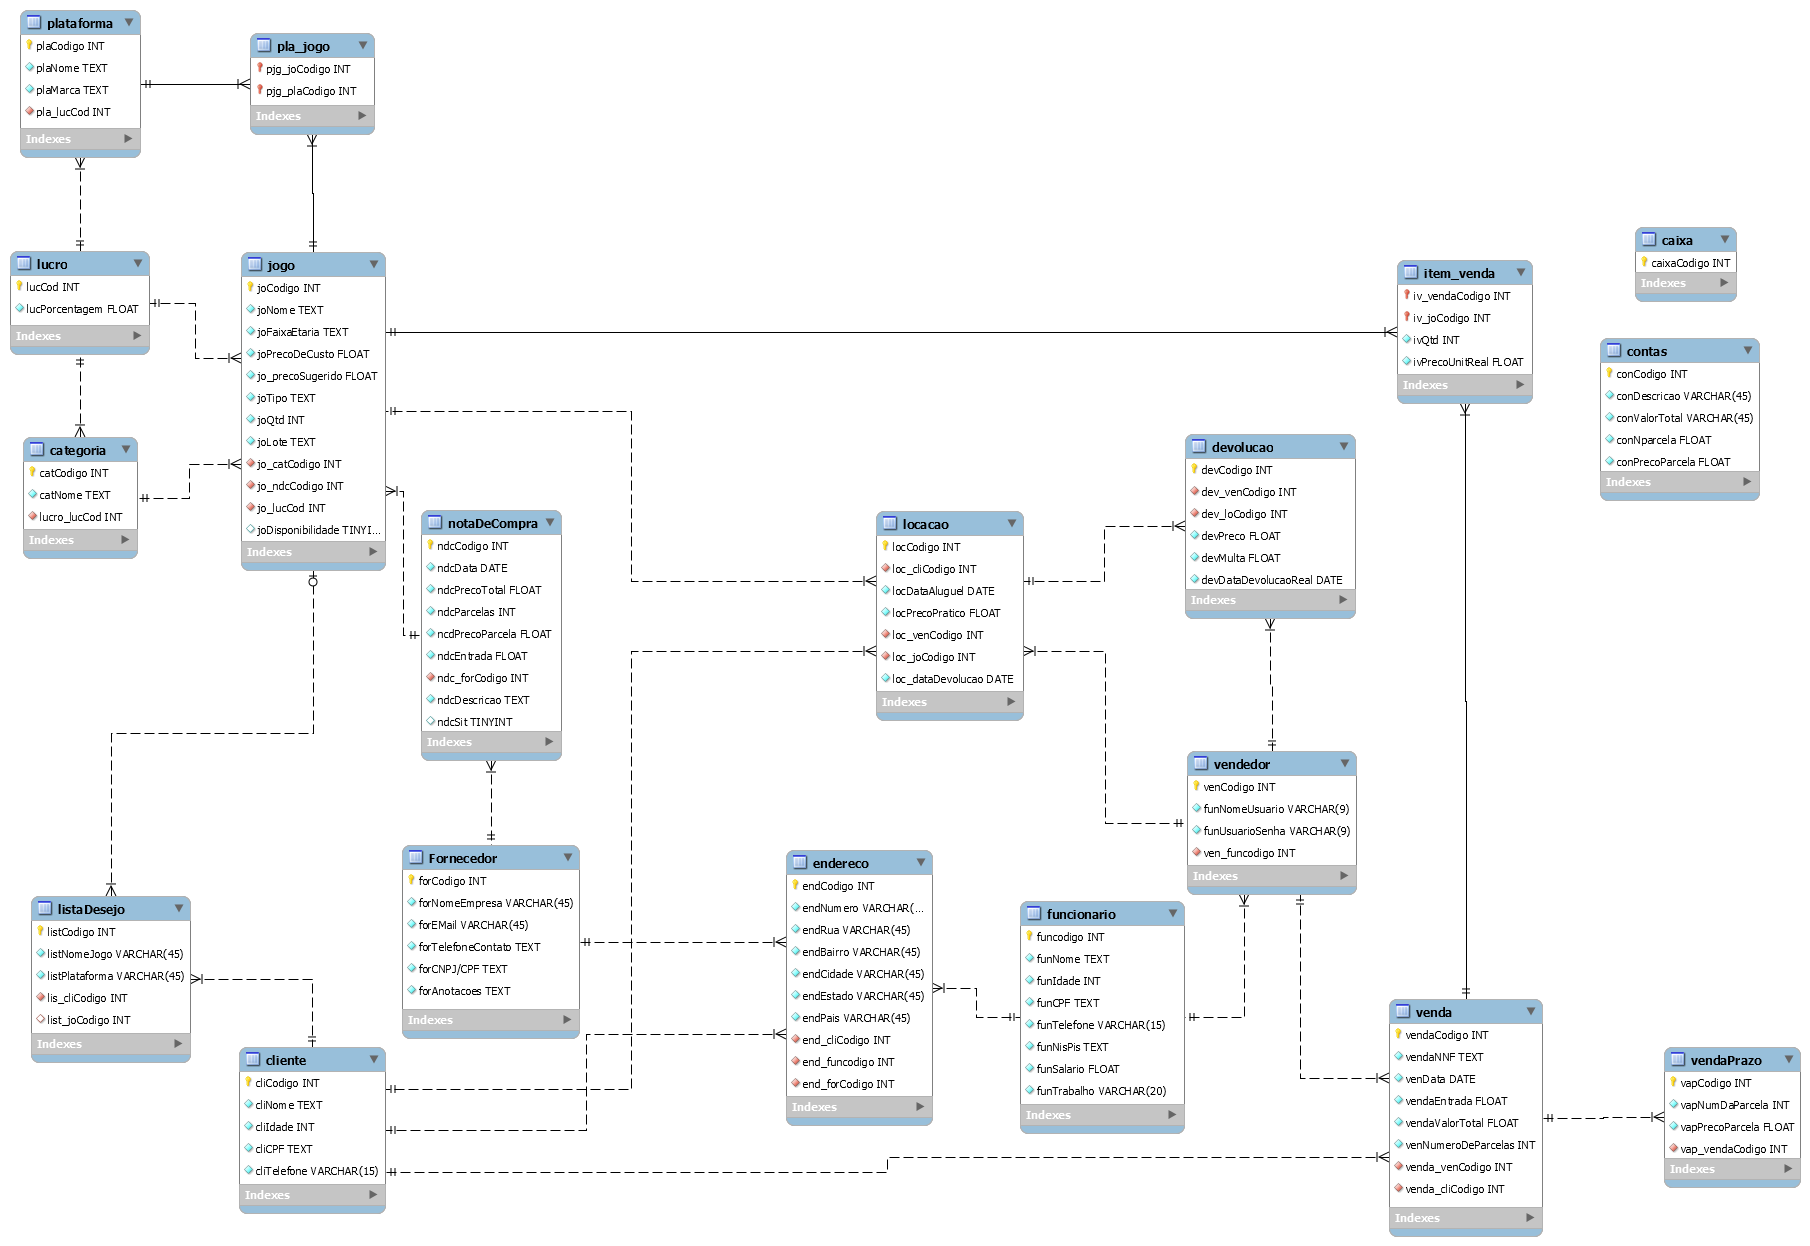 plataforma
plaCodigo INT
plaNome TEXT
plaMarca TEXT
pla_lucCod INT
Indexes
pla_jogo
pjg_joCodigo INT
pjg_plaCodigo INT
Indexes
lucro
lucCod INT
lucPorcentagem FLOAT
Indexes
jogo
joCodigo INT
joNome TEXT
joFaixaEtaria TEXT
joPrecoDeCusto FLOAT
jo_precoSugerido FLOAT
joTipo TEXT
joQtd INT
joLote TEXT
jo_catCodigo INT
jo_ndcCodigo INT
jo_lucCod INT
joDisponibilidade TINYI...
Indexes
item_venda
iv_vendaCodigo INT
iv_joCodigo INT
ivQtd INT
ivPrecoUnitReal FLOAT
Indexes
caixa
caixaCodigo INT
Indexes
contas
conCodigo INT
conDescricao VARCHAR(45)
conValorTotal VARCHAR(45)
conNparcela FLOAT
conPrecoParcela FLOAT
Indexes
categoria
catCodigo INT
catNome TEXT
lucro_lucCod INT
Indexes
notaDeCompra
ndcCodigo INT
ndcData DATE
ndcPrecoTotal FLOAT
ndcParcelas INT
ncdPrecoParcela FLOAT
ndcEntrada FLOAT
ndc_forCodigo INT
ndcDescricao TEXT
ndcSit TINYINT
Indexes
locacao
locCodigo INT
loc_cliCodigo INT
locDataAluguel DATE
locPrecoPratico FLOAT
loc_venCodigo INT
loc_joCodigo INT
loc_dataDevolucao DATE
Indexes
devolucao
devCodigo INT
dev_venCodigo INT
dev_loCodigo INT
devPreco FLOAT
devMulta FLOAT
devDataDevolucaoReal DATE
Indexes
vendedor
venCodigo INT
funNomeUsuario VARCHAR(9)
funUsuarioSenha VARCHAR(9)
ven_funcodigo INT
Indexes
listaDesejo
listCodigo INT
listNomeJogo VARCHAR(45)
listPlataforma VARCHAR(45)
lis_cliCodigo INT
list_joCodigo INT
Indexes
Fornecedor
forCodigo INT
forNomeEmpresa VARCHAR(45)
forEMail VARCHAR(45)
forTelefoneContato TEXT
forCNPJ/CPF TEXT
forAnotacoes TEXT
Indexes
endereco
endCodigo INT
endNumero VARCHAR(...
endRua VARCHAR(45)
endBairro VARCHAR(45)
endCidade VARCHAR(45)
endEstado VARCHAR(45)
endPais VARCHAR(45)
end_cliCodigo INT
end_funcodigo INT
end_forCodigo INT
Indexes
funcionario
funcodigo INT
funNome TEXT
funIdade INT
funCPF TEXT
funTelefone VARCHAR(15)
funNisPis TEXT
funSalario FLOAT
funTrabalho VARCHAR(20)
Indexes
cliente
cliCodigo INT
cliNome TEXT
cliIdade INT
cliCPF TEXT
cliTelefone VARCHAR(15)
Indexes
venda
vendaCodigo INT
vendaNNF TEXT
venData DATE
vendaEntrada FLOAT
vendaValorTotal FLOAT
venNumeroDeParcelas INT
venda_venCodigo INT
venda_cliCodigo INT
Indexes
vendaPrazo
vapCodigo INT
vapNumDaParcela INT
vapPrecoParcela FLOAT
vap_vendaCodigo INT
Indexes